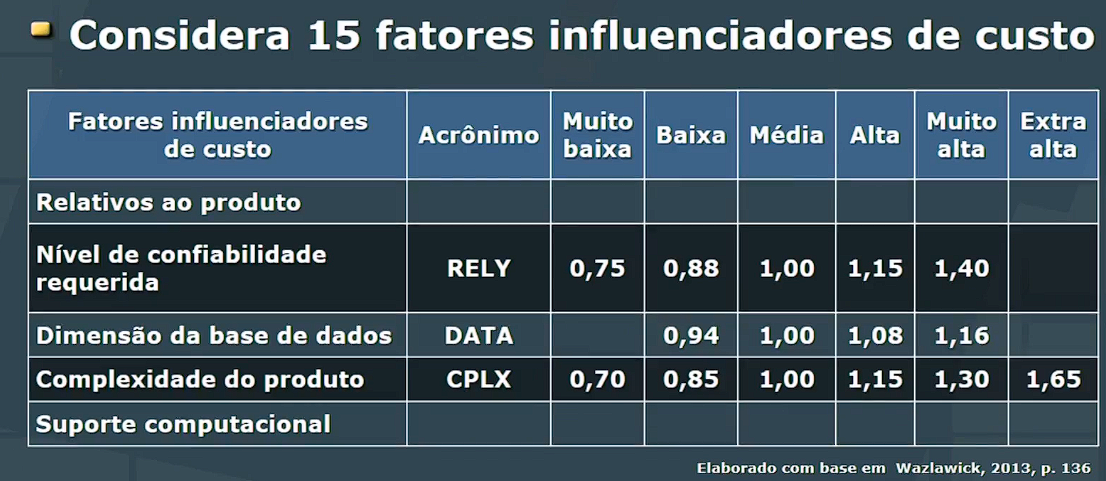 Considera 15 fatores influenciadores de custo
Fatores influenciadores de custo Acrônimo Muito baixa Baixa Média Alta Muito alta Extra alta
Relativos ao produto
Nível de confiabilidade requerida RELY 0,75 0,88 1,00 1,15 1,40
Dimensão da base de dados DATA 0,94 1,00 1,08 1,16
Complexidade do produto CPLX 0,70 0,85 1,00 1,15 1,30 1,65
Suporte computacional
Elaborado com base em Wazlawick, 2013, p. 136